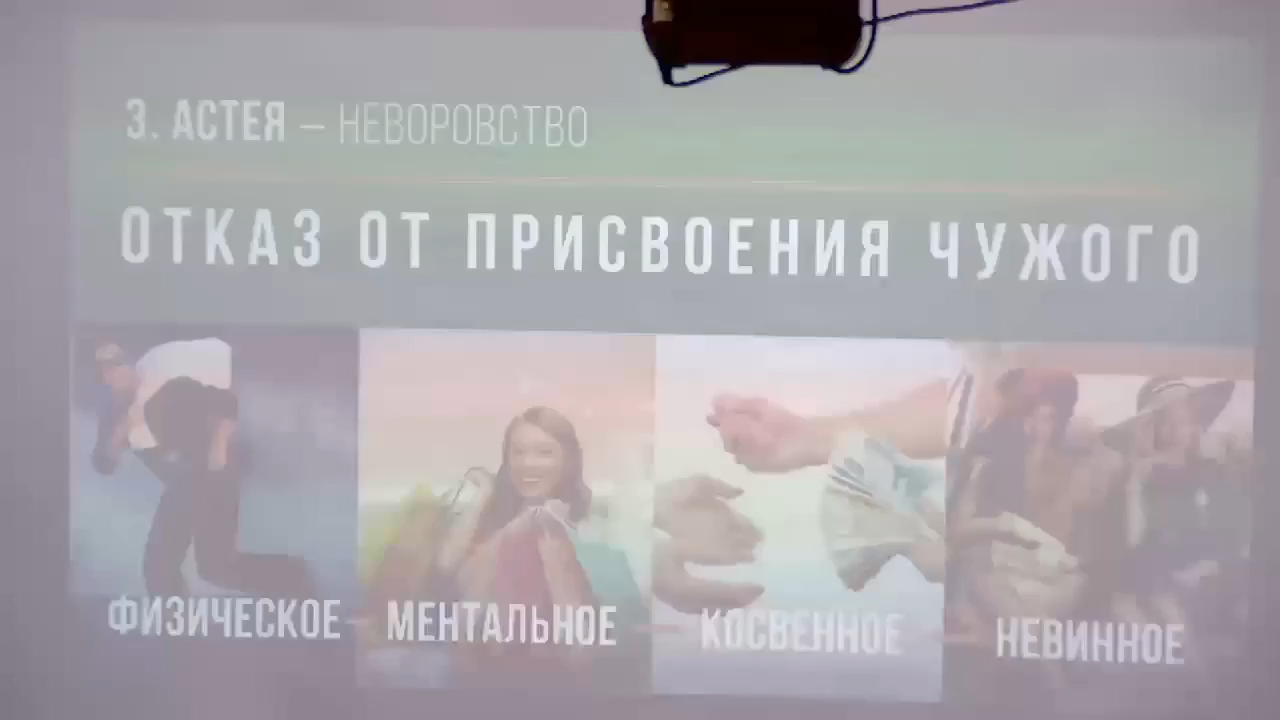 3. АСТЕЯ – НЕВОРОВСТВО
ОТКАЗ ОТ ПРИСВОЕНИЯ ЧУЖОГО
ФИЗИЧЕСКОЕ МЕНТАЛЬНОЕ КОСВЕННОЕ НЕВИННОЕ